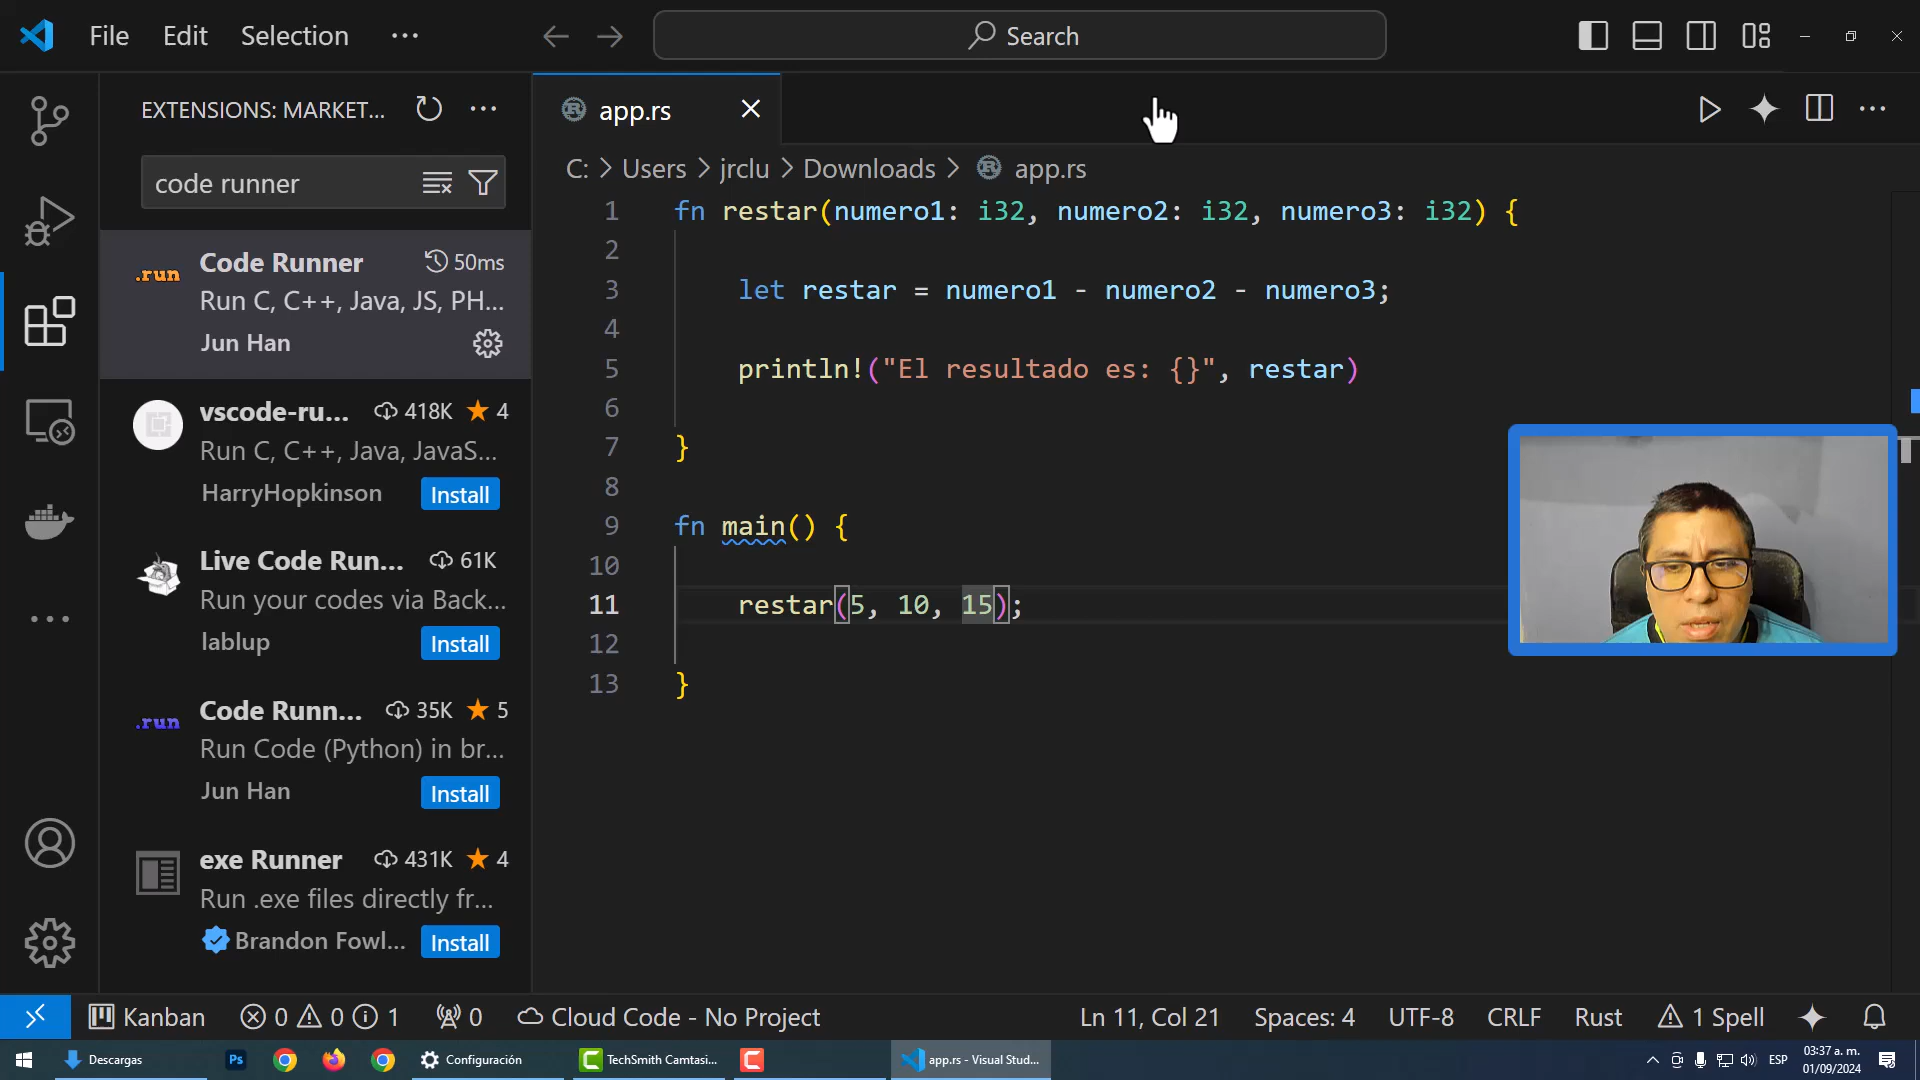 File Edit Selection ···
Search
EXTENSIONS: MARKET...
code runner
.run
Code Runner 50ms
Run C, C++, Java, JS, PH...
Jun Han
vscode-ru... 418K 4
Run C, C++, Java, JavaS...
HarryHopkinson Install
Live Code Run... 61K
Run your codes via Back...
lablup Install
.run
Code Runn... 35K 5
Run Code (Python) in br...
Jun Han Install
exe Runner 431K 4
Run .exe files directly fr...
Brandon Fowl... Install
app.rs
C: > Users > jrclu > Downloads > app.rs
1 fn restar(numero1: i32, numero2: i32, numero3: i32) {
2
3 let restar = numero1 - numero2 - numero3;
4
5 println!("El resultado es: {}", restar)
6
7 }
8
9 fn main() {
10
11 restar(5, 10, 15);
12
13 }
Kanban 0 0 1 0 Cloud Code - No Project Ln 11, Col 21 Spaces: 4 UTF-8 CRLF Rust 1 Spell
Descargas Ps Configuración TechSmith Camtasi... app.rs - Visual Stud... ESP 03:37 a. m.
01/09/2024